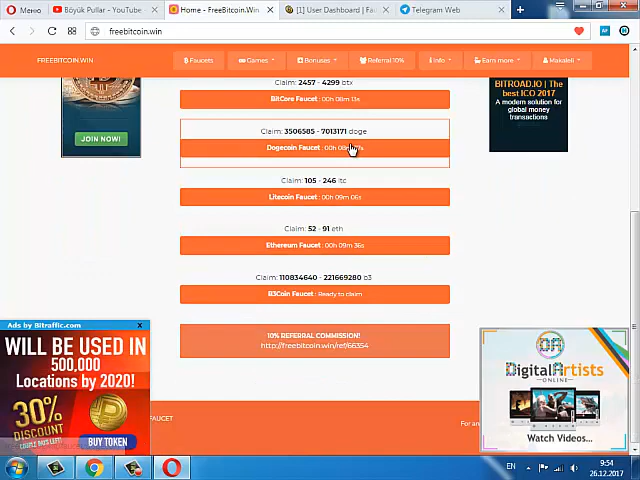 Меню
Böyük Pullar - YouTube
Home - FreeBitcoin.Win
[1] User Dashboard | Fau
Telegram Web
freebitcoin.win
FREEBITCOIN.WIN
Faucets
Games
Bonuses
Referral 10%
Info
Earn more
Makaleli
Claim: 2457 - 4299 btx
BitCore Faucet : 00h 08m 13s
Claim: 3506585 - 7013171 doge
Dogecoin Faucet : 00h 08m
Claim: 105 - 246 ltc
Litecoin Faucet : 00h 09m 06s
Claim: 52 - 91 eth
Ethereum Faucet : 00h 09m 36s
Claim: 110834640 - 221669280 b3
B3Coin Faucet : Ready to claim
10% REFERRAL COMMISSION!
http://freebitcoin.win/ref/66354
JOIN NOW!
BITROAD.IO | The
best ICO 2017
A modern solution for
global money
transactions
Ads by Bitraffic.com
X
WILL BE USED IN
500,000
Locations by 2020!
30%
DISCOUNT
BUY TOKEN
FAUCET
For an
X
DA
DigitalArtists
ONLINE
Watch Videos...
EN
9:54
26.12.2017